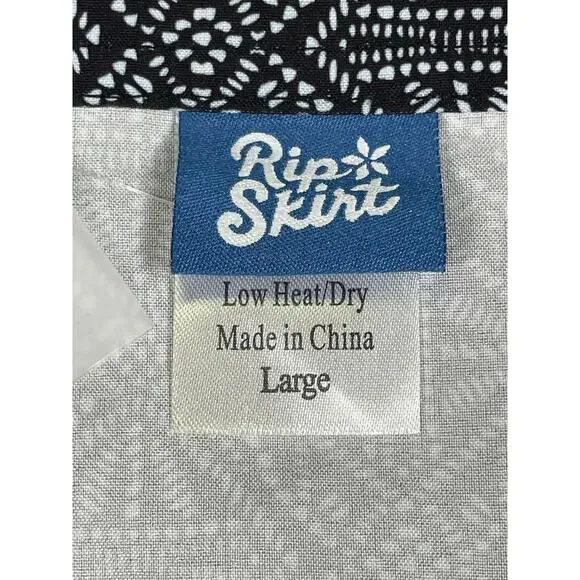 Rip
Skirt
Low Heat/Dry
Made in China
Large